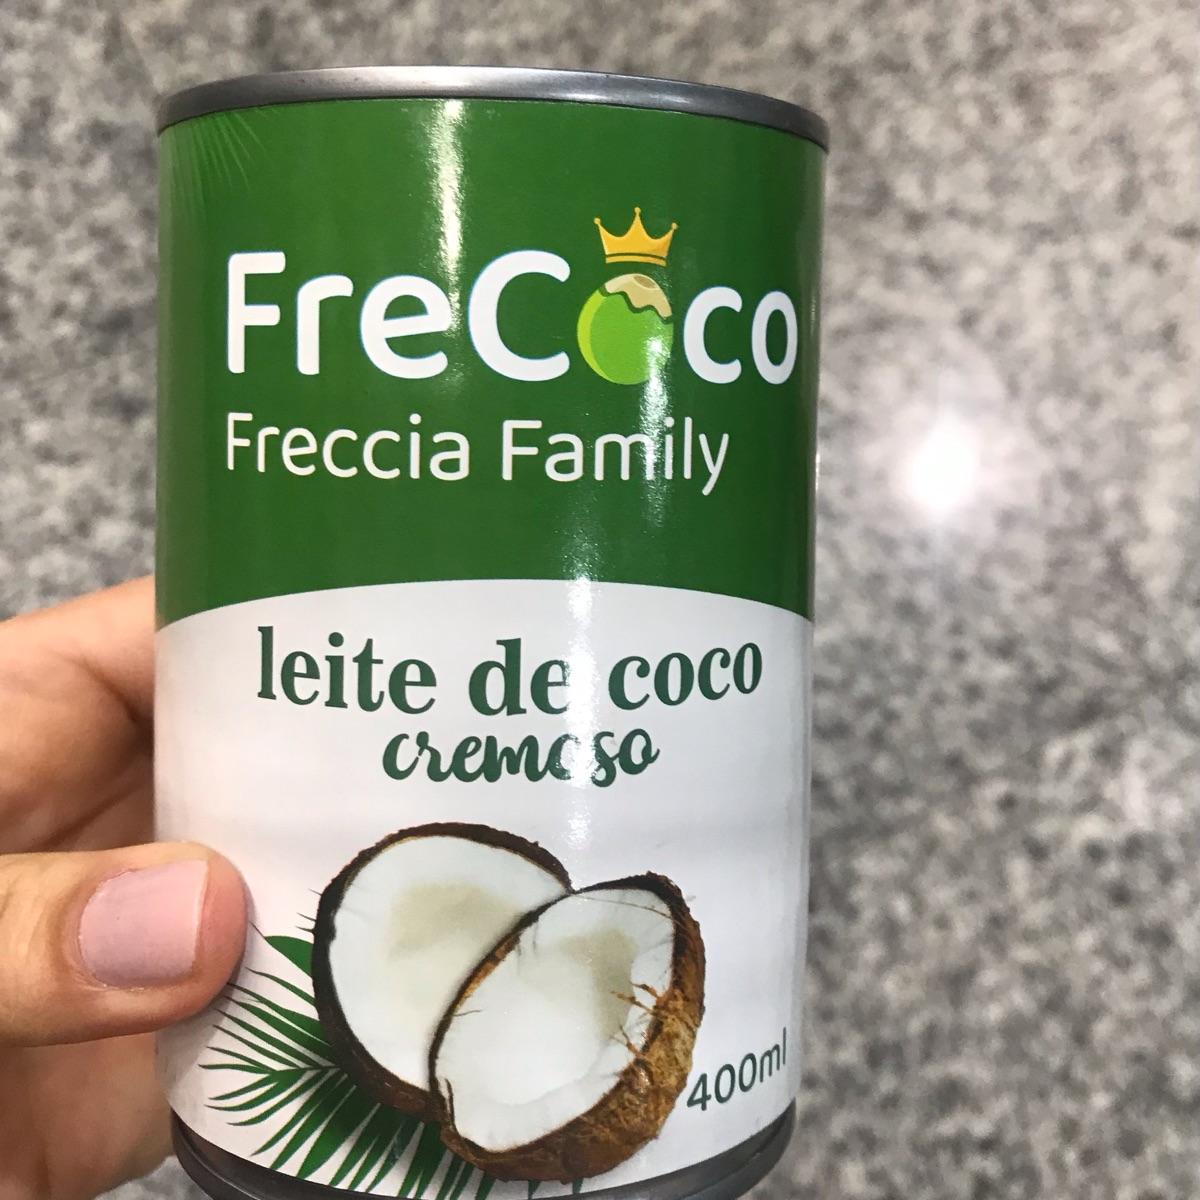 FreCoco
Freccia Family
leite de coco
cremoso
400ml